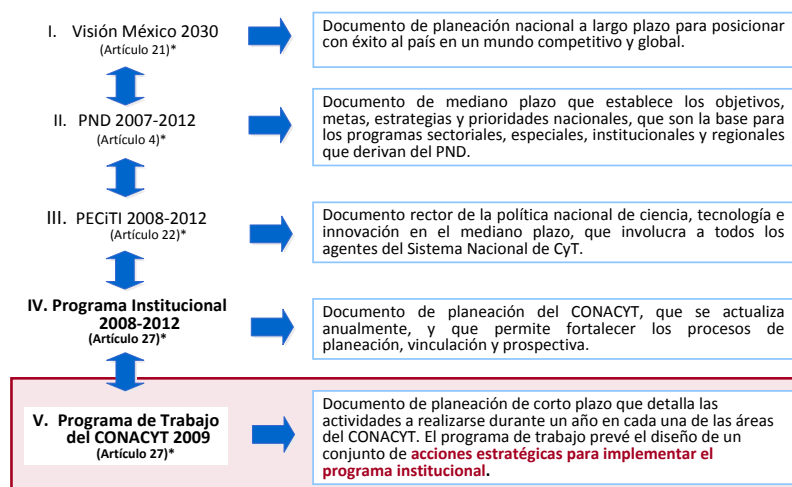 I. Visión México 2030
(Artículo 21)*
Documento de planeación nacional a largo plazo para posicionar
con éxito al país en un mundo competitivo y global.
II. PND 2007-2012
(Artículo 4)*
Documento de mediano plazo que establece los objetivos,
metas, estrategias y prioridades nacionales, que son la base para
los programas sectoriales, especiales, institucionales y regionales
que derivan del PND.
III. PECiTI 2008-2012
(Artículo 22)*
Documento rector de la política nacional de ciencia, tecnología e
innovación en el mediano plazo, que involucra a todos los
agentes del Sistema Nacional de CyT.
IV. Programa Institucional
2008-2012
(Artículo 27)*
Documento de planeación del CONACYT, que se actualiza
anualmente, y que permite fortalecer los procesos de
planeación, vinculación y prospectiva.
V. Programa de Trabajo
del CONACYT 2009
(Artículo 27)*
Documento de planeación de corto plazo que detalla las
actividades a realizarse durante un año en cada una de las áreas
del CONACYT. El programa de trabajo prevé el diseño de un
conjunto de acciones estratégicas para implementar el
programa institucional.